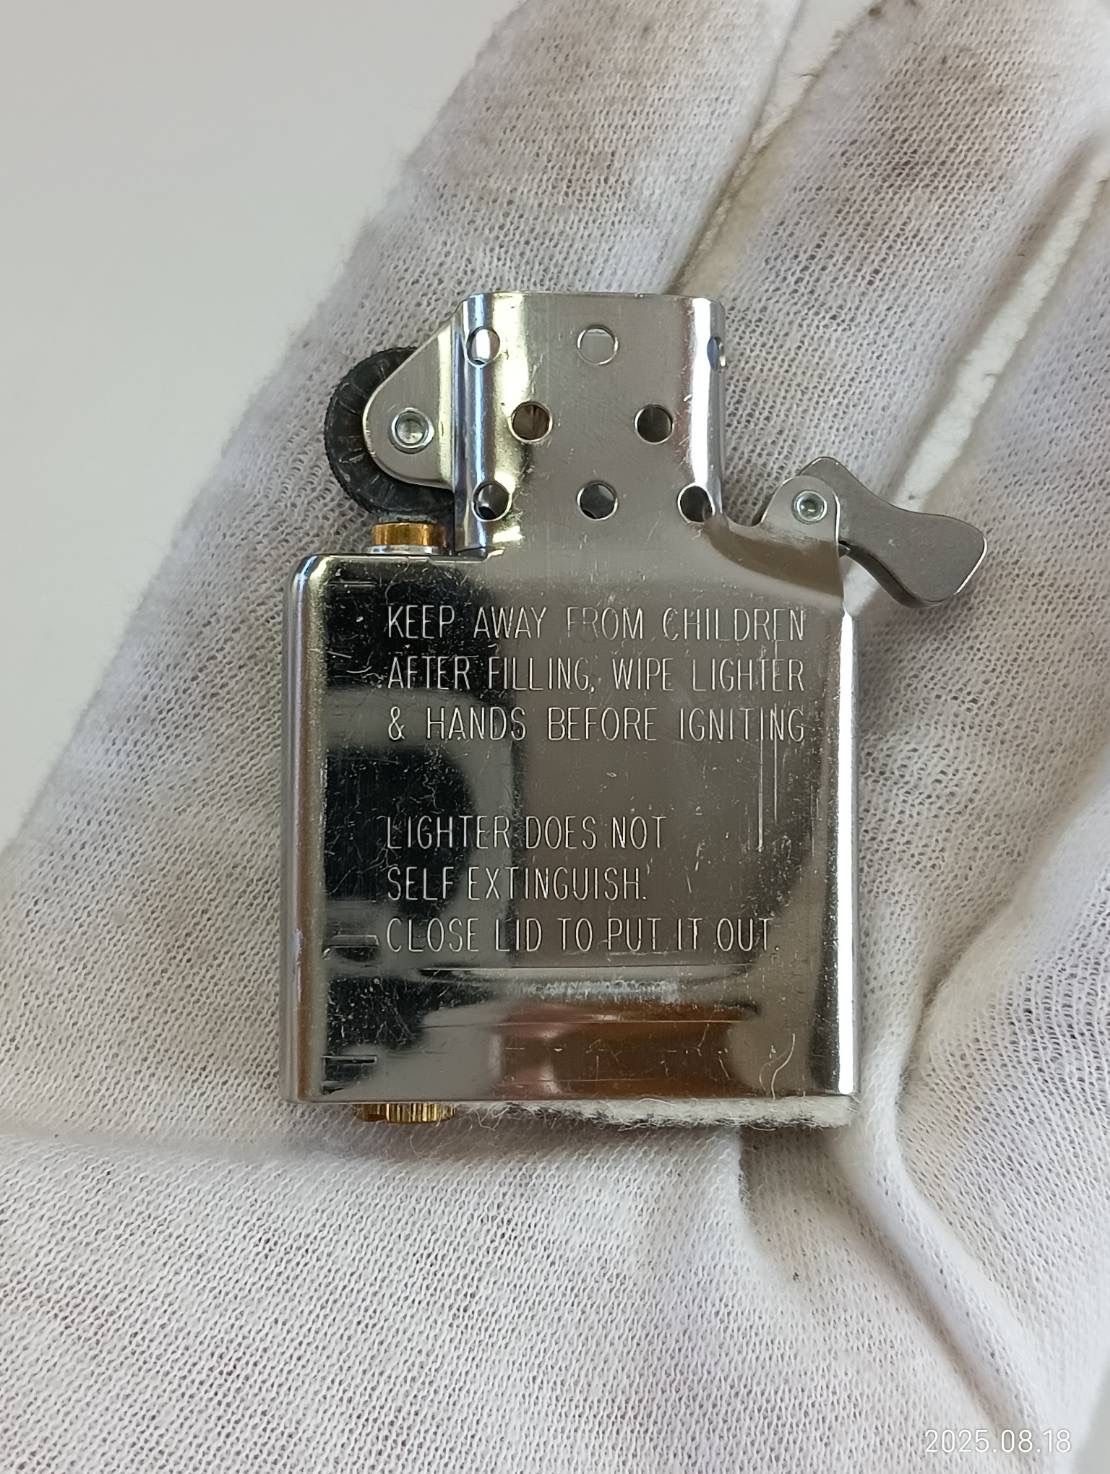 KEEP AWAY FROM CHILDREN
AFTER FILLING, WIPE LIGHTER
& HANDS BEFORE IGNITING
LIGHTER DOES NOT
SELF EXTINGUISH.
CLOSE LID TO PUT IT OUT.
2025.08.18